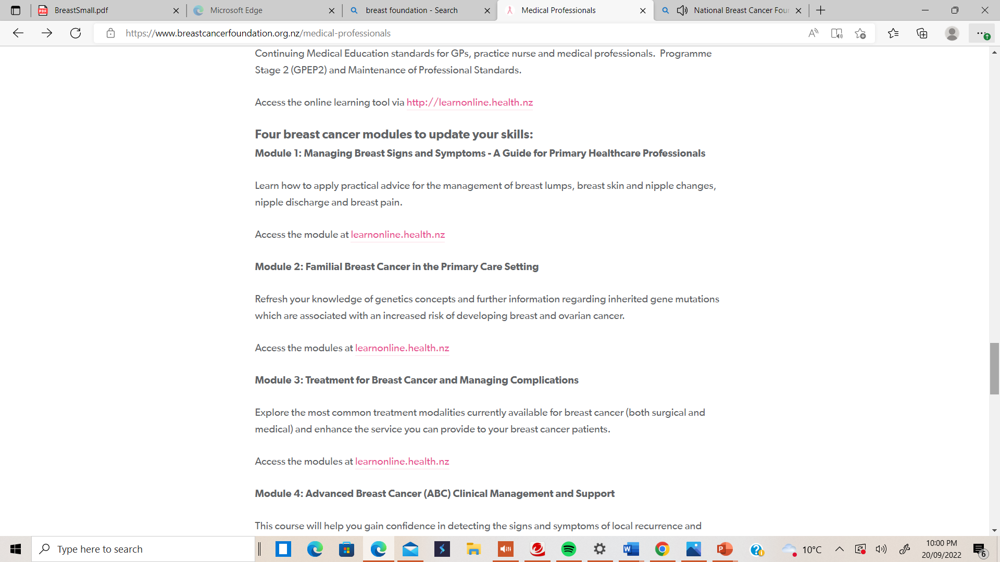 BreastSmall.pdf
Microsoft Edge
breast foundation - Search
Medical Professionals
National Breast Cancer Four
https://www.breastcancerfoundation.org.nz/medical-professionals
Continuing Medical Education standards for GPs, practice nurse and medical professionals.  Programme
Stage 2 (GPEP2) and Maintenance of Professional Standards.
Access the online learning tool via http://learnonline.health.nz
Four breast cancer modules to update your skills:
Module 1: Managing Breast Signs and Symptoms - A Guide for Primary Healthcare Professionals
Learn how to apply practical advice for the management of breast lumps, breast skin and nipple changes,
nipple discharge and breast pain.
Access the module at learnonline.health.nz
Module 2: Familial Breast Cancer in the Primary Care Setting
Refresh your knowledge of genetics concepts and further information regarding inherited gene mutations
which are associated with an increased risk of developing breast and ovarian cancer.
Access the modules at learnonline.health.nz
Module 3: Treatment for Breast Cancer and Managing Complications
Explore the most common treatment modalities currently available for breast cancer (both surgical and
medical) and enhance the service you can provide to your breast cancer patients.
Access the modules at learnonline.health.nz
Module 4: Advanced Breast Cancer (ABC) Clinical Management and Support
This course will help you gain confidence in detecting the signs and symptoms of local recurrence and
Type here to search
10°C
10:00 PM
20/09/2022
6